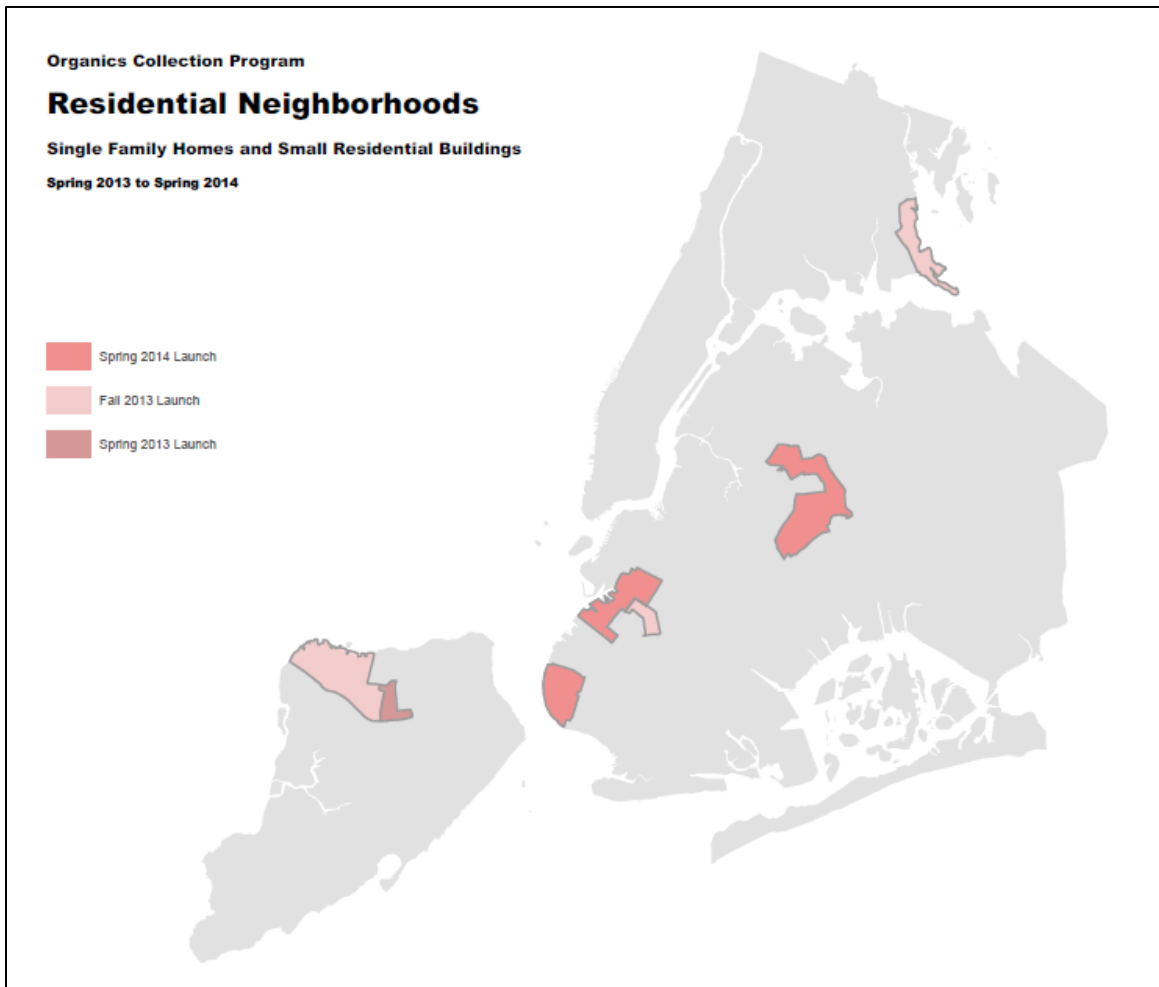 Organics Collection Program
Residential Neighborhoods
Single Family Homes and Small Residential Buildings
Spring 2013 to Spring 2014
Spring 2014 Launch
Fall 2013 Launch
Spring 2013 Launch